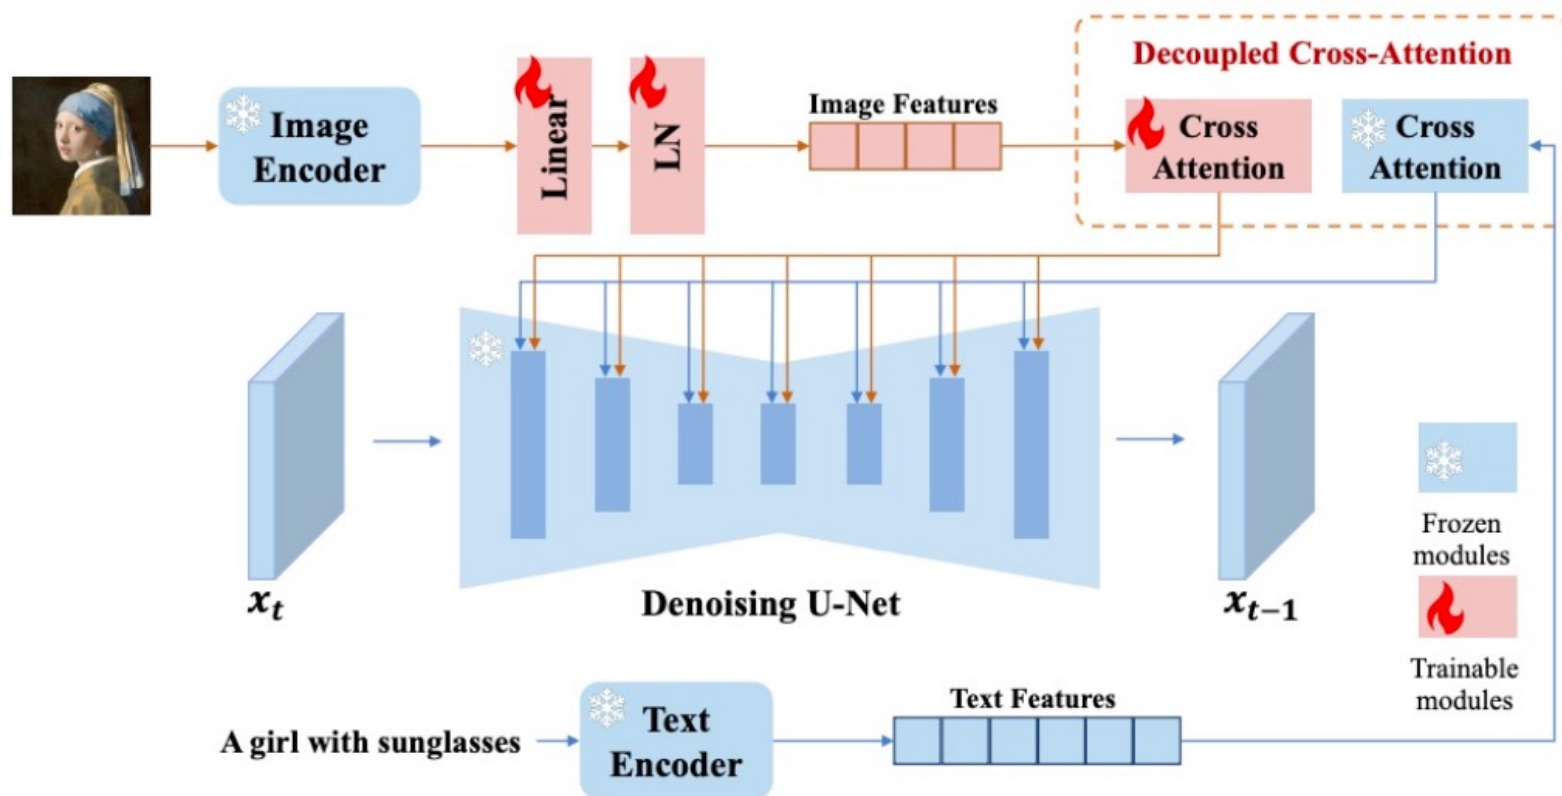 Decoupled Cross-Attention
Image
Encoder
Linear
LN
Image Features
Cross
Attention
Cross
Attention
x_t
Denoising U-Net
x_{t-1}
Frozen
modules
Trainable
modules
A girl with sunglasses
Text
Encoder
Text Features